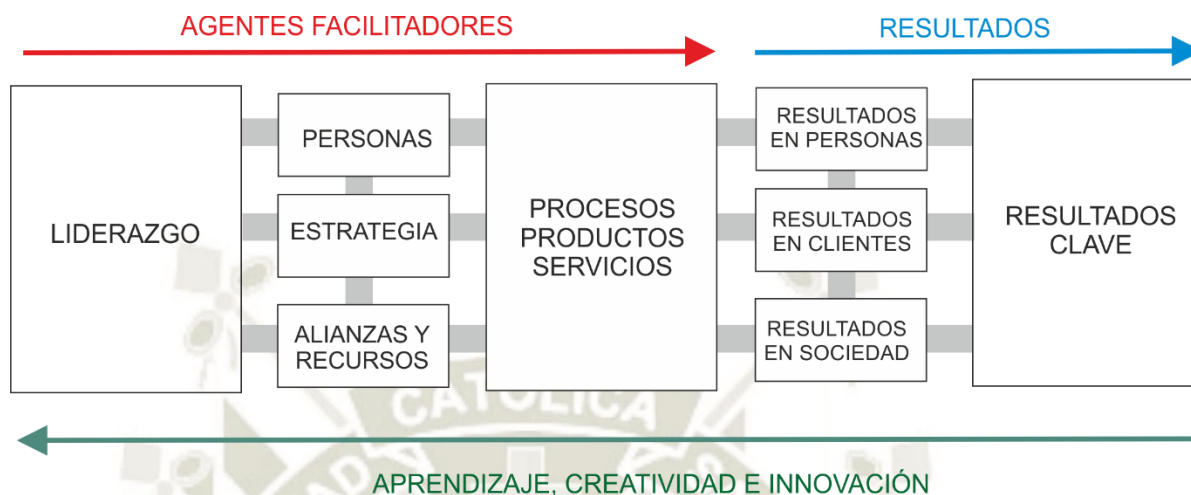 AGENTES FACILITADORES
RESULTADOS
LIDERAZGO
PERSONAS
ESTRATEGIA
ALIANZAS Y
RECURSOS
PROCESOS
PRODUCTOS
SERVICIOS
RESULTADOS
EN PERSONAS
RESULTADOS
EN CLIENTES
RESULTADOS
EN SOCIEDAD
RESULTADOS
CLAVE
CATOLICA
APRENDIZAJE, CREATIVIDAD E INNOVACIÓN